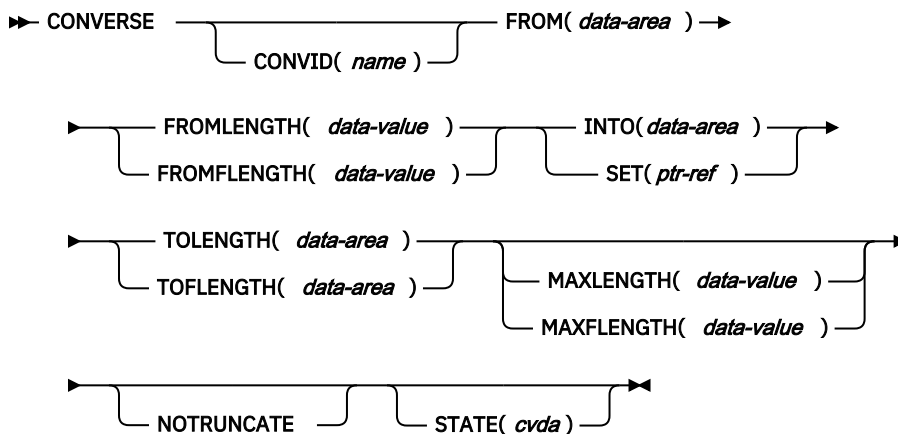 CONVERSE FROM( data-area )
CONVID( name )
FROMLENGTH( data-value ) INTO(data-area )
FROMFLENGTH( data-value ) SET( ptr-ref )
TOLENGTH( data-area )
TOFLENGTH( data-area ) MAXLENGTH( data-value )
MAXFLENGTH( data-value )
NOTRUNCATE STATE( cvda )